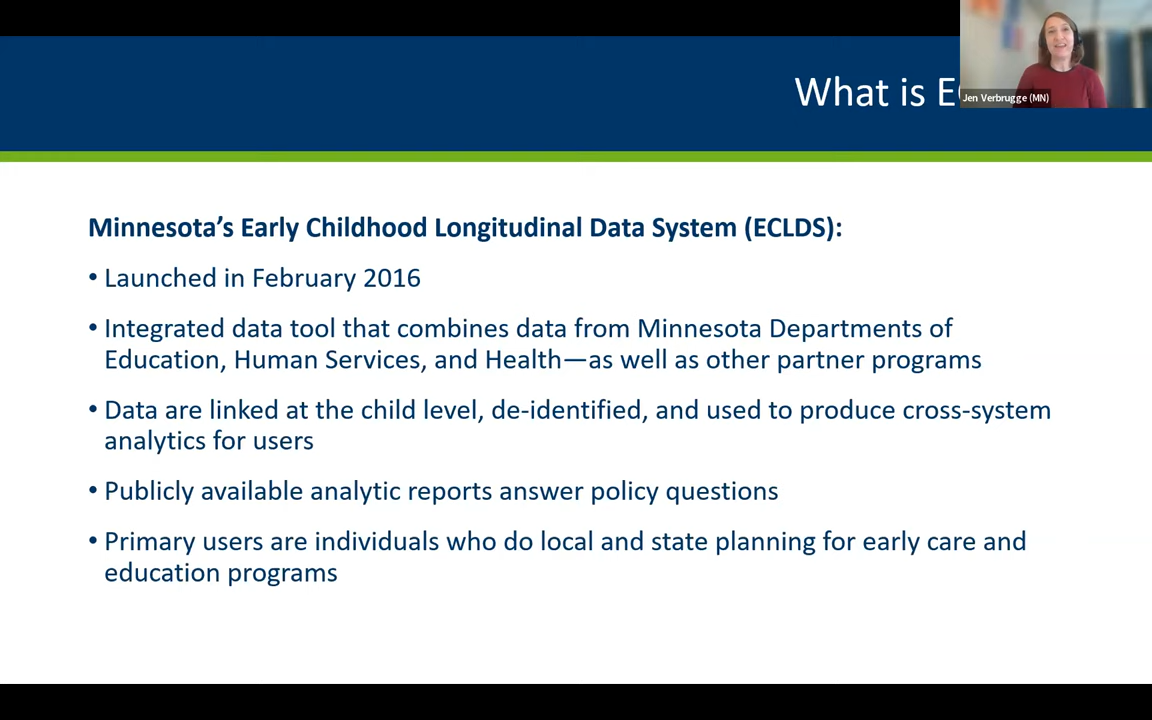 What is E
Jen Verbrugge (MN)
Minnesota’s Early Childhood Longitudinal Data System (ECLDS):
• Launched in February 2016
• Integrated data tool that combines data from Minnesota Departments of
Education, Human Services, and Health—as well as other partner programs
• Data are linked at the child level, de-identified, and used to produce cross-system
analytics for users
• Publicly available analytic reports answer policy questions
• Primary users are individuals who do local and state planning for early care and
education programs